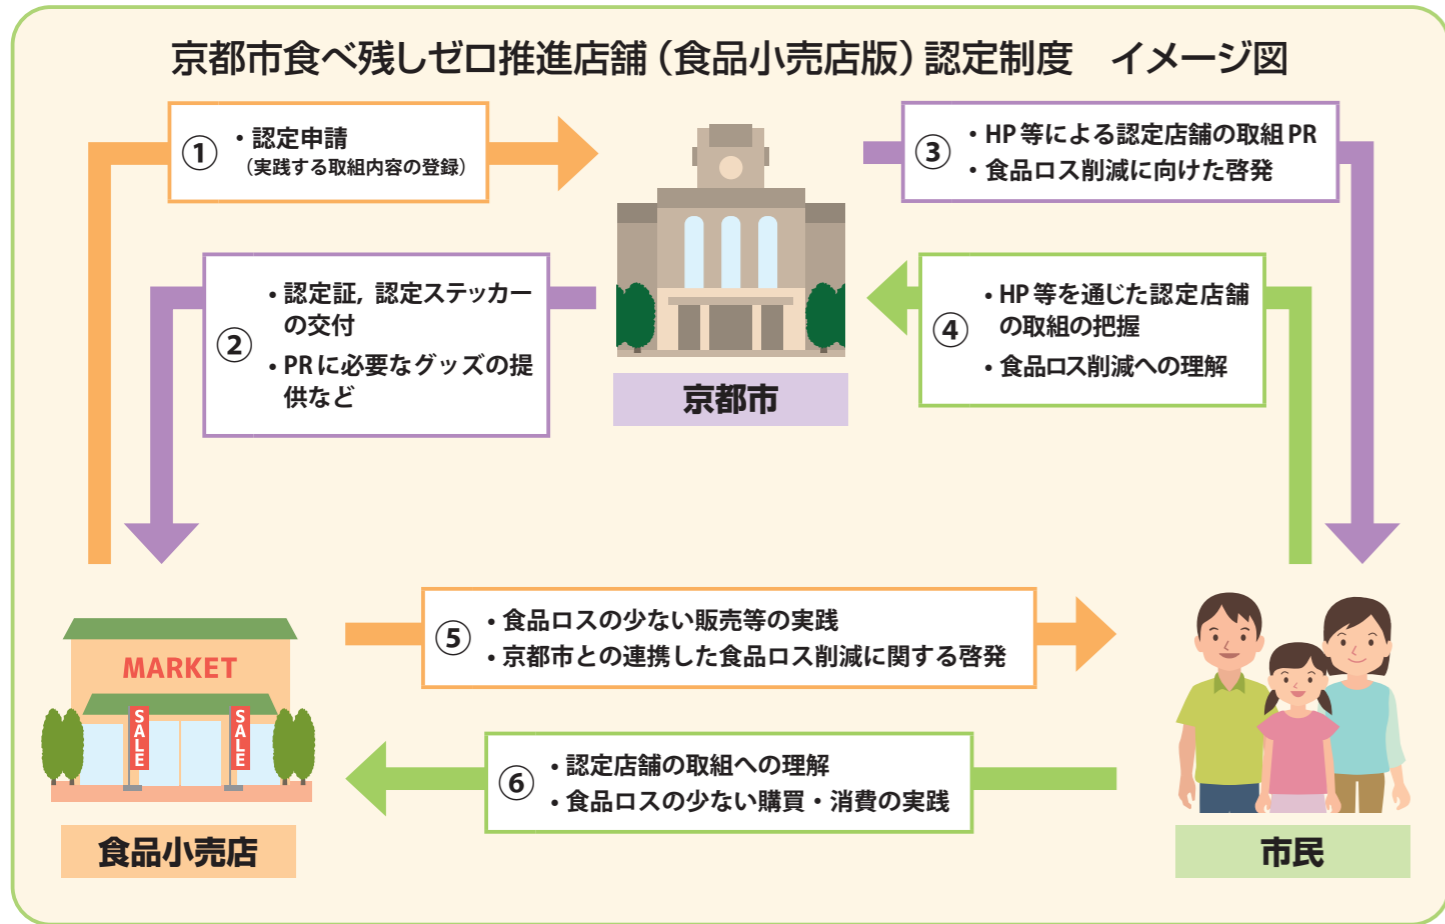 京都市食べ残しゼロ推進店舗（食品小売店版）認定制度　イメージ図
①
・認定申請
（実践する取組内容の登録）
③
・HP 等による認定店舗の取組 PR
・食品ロス削減に向けた啓発
②
・認定証，認定ステッカー
の交付
・PR に必要なグッズの提
供など
④
・HP 等を通じた認定店舗
の取組の把握
・食品ロス削減への理解
京都市
⑤
・食品ロスの少ない販売等の実践
・京都市との連携した食品ロス削減に関する啓発
MARKET
SALE
SALE
⑥
・認定店舗の取組への理解
・食品ロスの少ない購買・消費の実践
食品小売店
市民